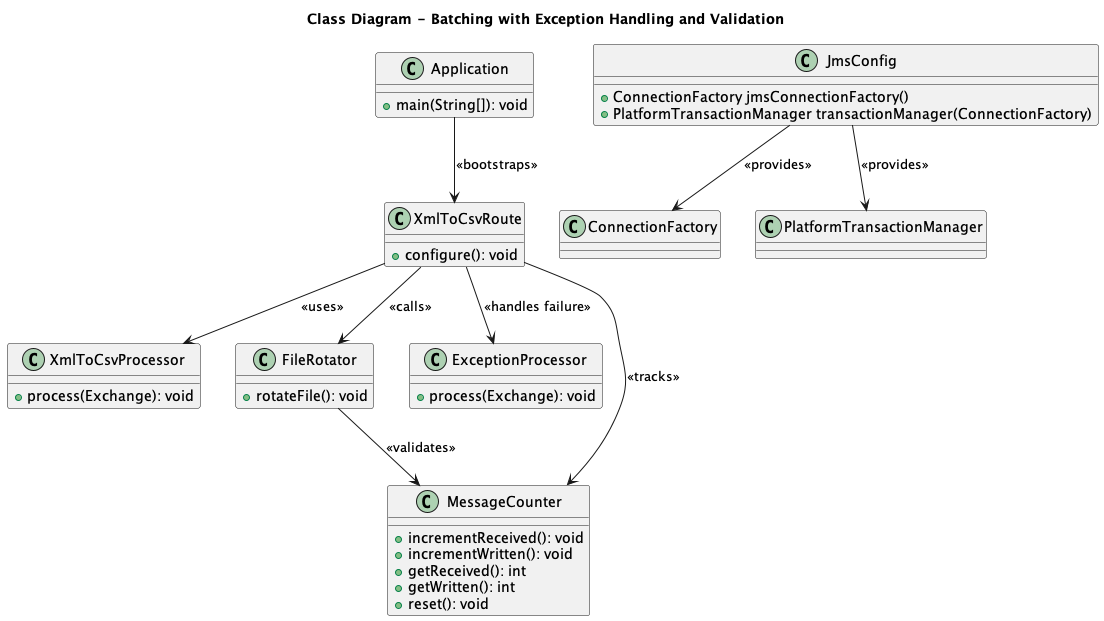 Class Diagram - Batching with Exception Handling and Validation
C Application
main(String[]): void
C JmsConfig
ConnectionFactory jmsConnectionFactory()
PlatformTransactionManager transactionManager(ConnectionFactory)
«bootstraps»
«provides»
«provides»
C XmlToCsvRoute
configure(): void
C ConnectionFactory
C PlatformTransactionManager
«uses»
«calls»
«handles failure»
«tracks»
C XmlToCsvProcessor
process(Exchange): void
C FileRotator
rotateFile(): void
C ExceptionProcessor
process(Exchange): void
«validates»
C MessageCounter
incrementReceived(): void
incrementWritten(): void
getReceived(): int
getWritten(): int
reset(): void